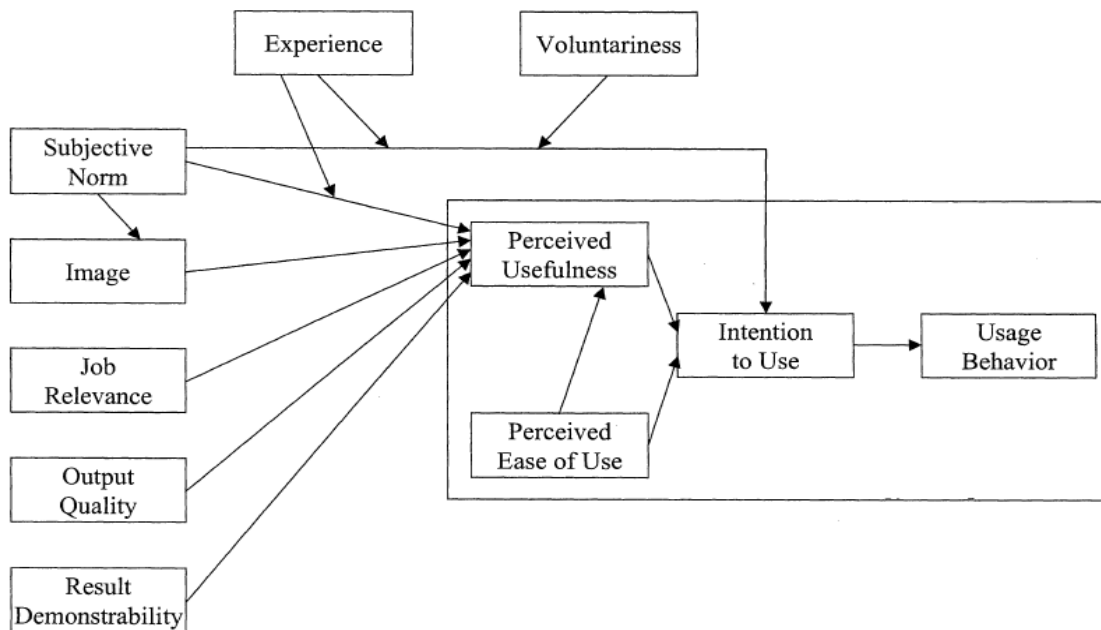 Experience
Voluntariness
Subjective
Norm
Image
Perceived
Usefulness
Intention
to Use
Usage
Behavior
Job
Relevance
Perceived
Ease of Use
Output
Quality
Result
Demonstrability